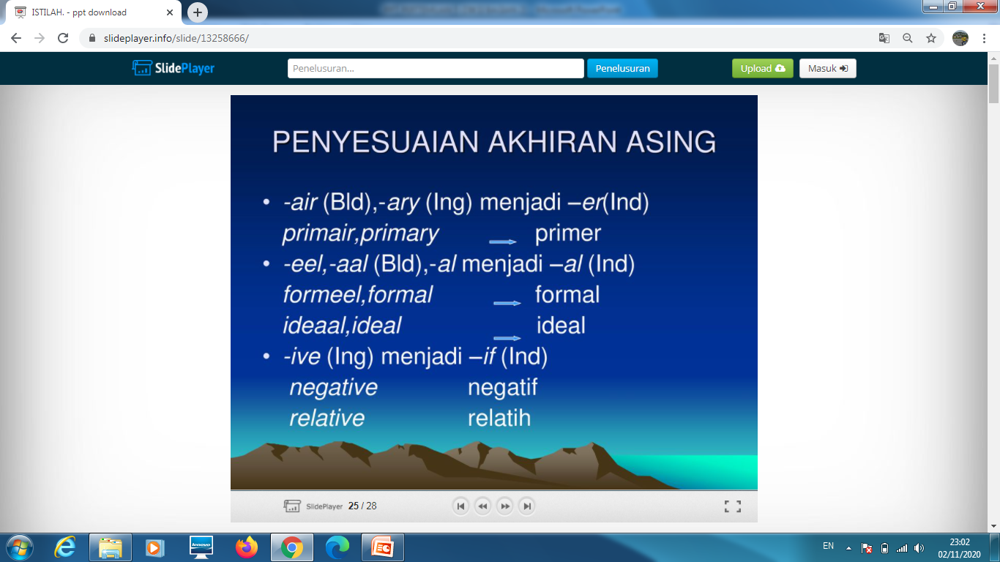 ISTILAH. - ppt download
slideplayer.info/slide/13258666/
SlidePlayer
Penelusuran...
Penelusuran
Upload
Masuk
PENYESUAIAN AKHIRAN ASING
• -air (Bld),-ary (Ing) menjadi –er(Ind)
primair,primary primer
• -eel,-aal (Bld),-al menjadi –al (Ind)
formeel,formal formal
ideaal,ideal ideal
• -ive (Ing) menjadi –if (Ind)
negative negatif
relative relatih
SlidePlayer 25 / 28
lenovo
EN
23:02
02/11/2020